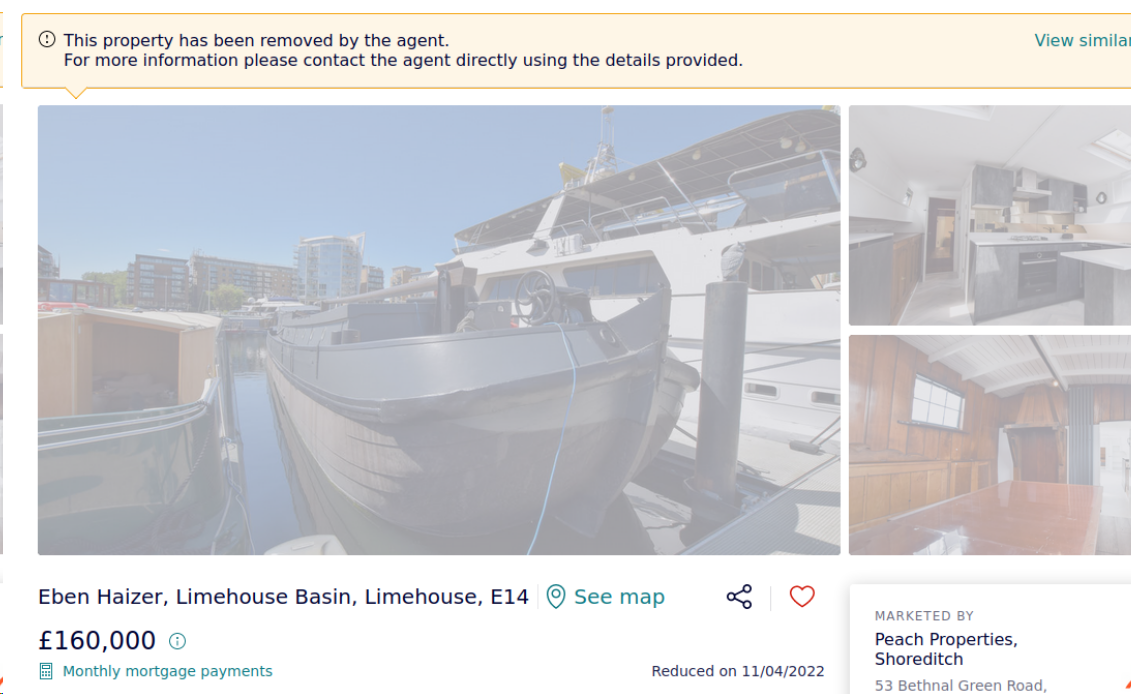 This property has been removed by the agent.
View similar
For more information please contact the agent directly using the details provided.
Eben Haizer, Limehouse Basin, Limehouse, E14
See map
£160,000
Monthly mortgage payments
Reduced on 11/04/2022
MARKETED BY
Peach Properties,
Shoreditch
53 Bethnal Green Road,